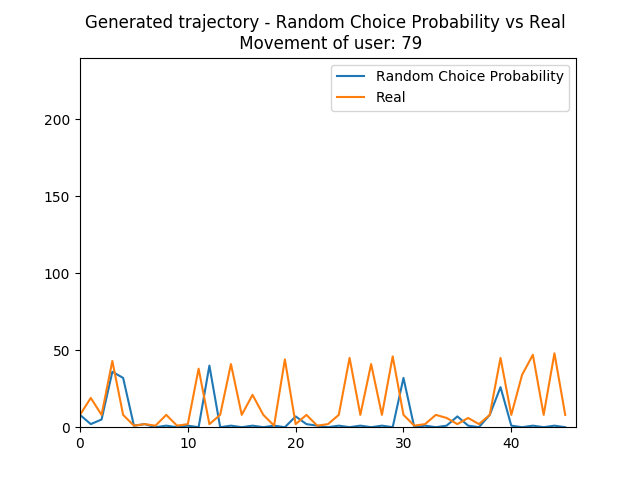 Generated trajectory - Random Choice Probability vs Real
Movement of user: 79
Random Choice Probability
Real
200
150
100
50
0
0 10 20 30 40